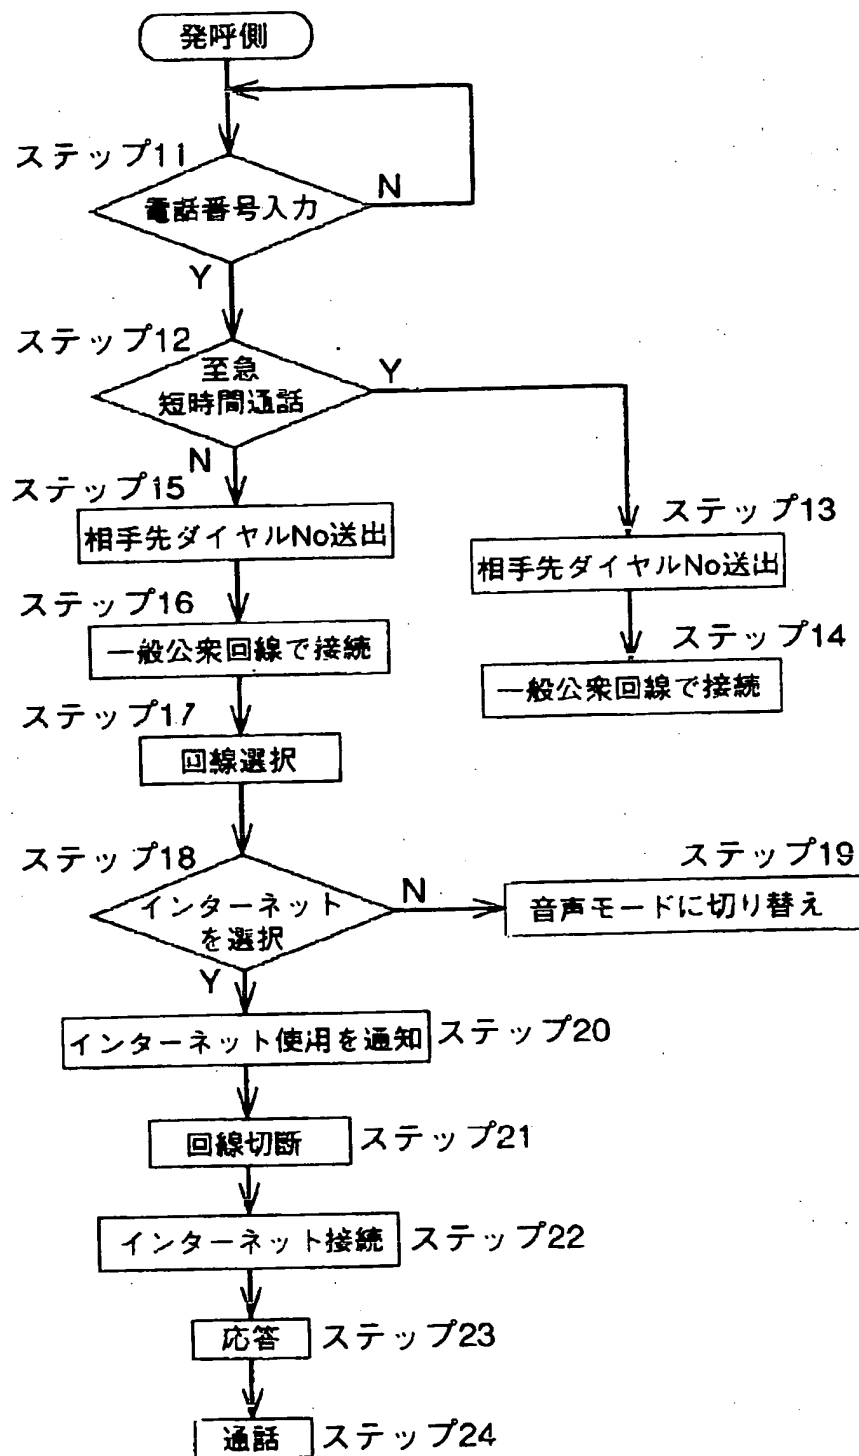 発呼側
ステップ11
電話番号入力
N
Y
ステップ12
至急
短時間通話
Y
N
ステップ15
相手先ダイヤルNo送出
ステップ13
相手先ダイヤルNo送出
ステップ16
一般公衆回線で接続
ステップ14
一般公衆回線で接続
ステップ17
回線選択
ステップ18
インターネット
を選択
N
Y
ステップ19
音声モードに切り替え
インターネット使用を通知
ステップ20
回線切断
ステップ21
インターネット接続
ステップ22
応答
ステップ23
通話
ステップ24